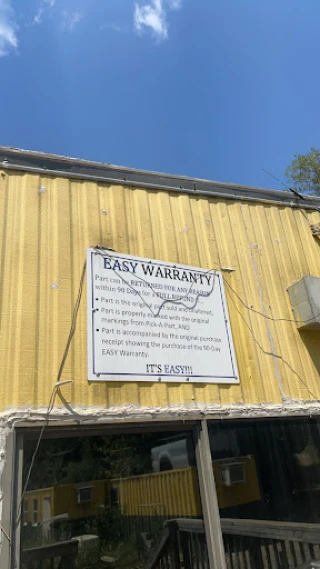 EASY WARRANTY
Part can be RETURNED FOR ANY REASON
within 90 Days for a FULL REFUND
• Part is the original part sold and unaltered,
• Part is properly marked with the original
markings from Pick-A-Part, AND
• Part is accompanied by the original purchase
receipt showing the purchase of the 90-Day
EASY Warranty.
IT'S EASY!!!